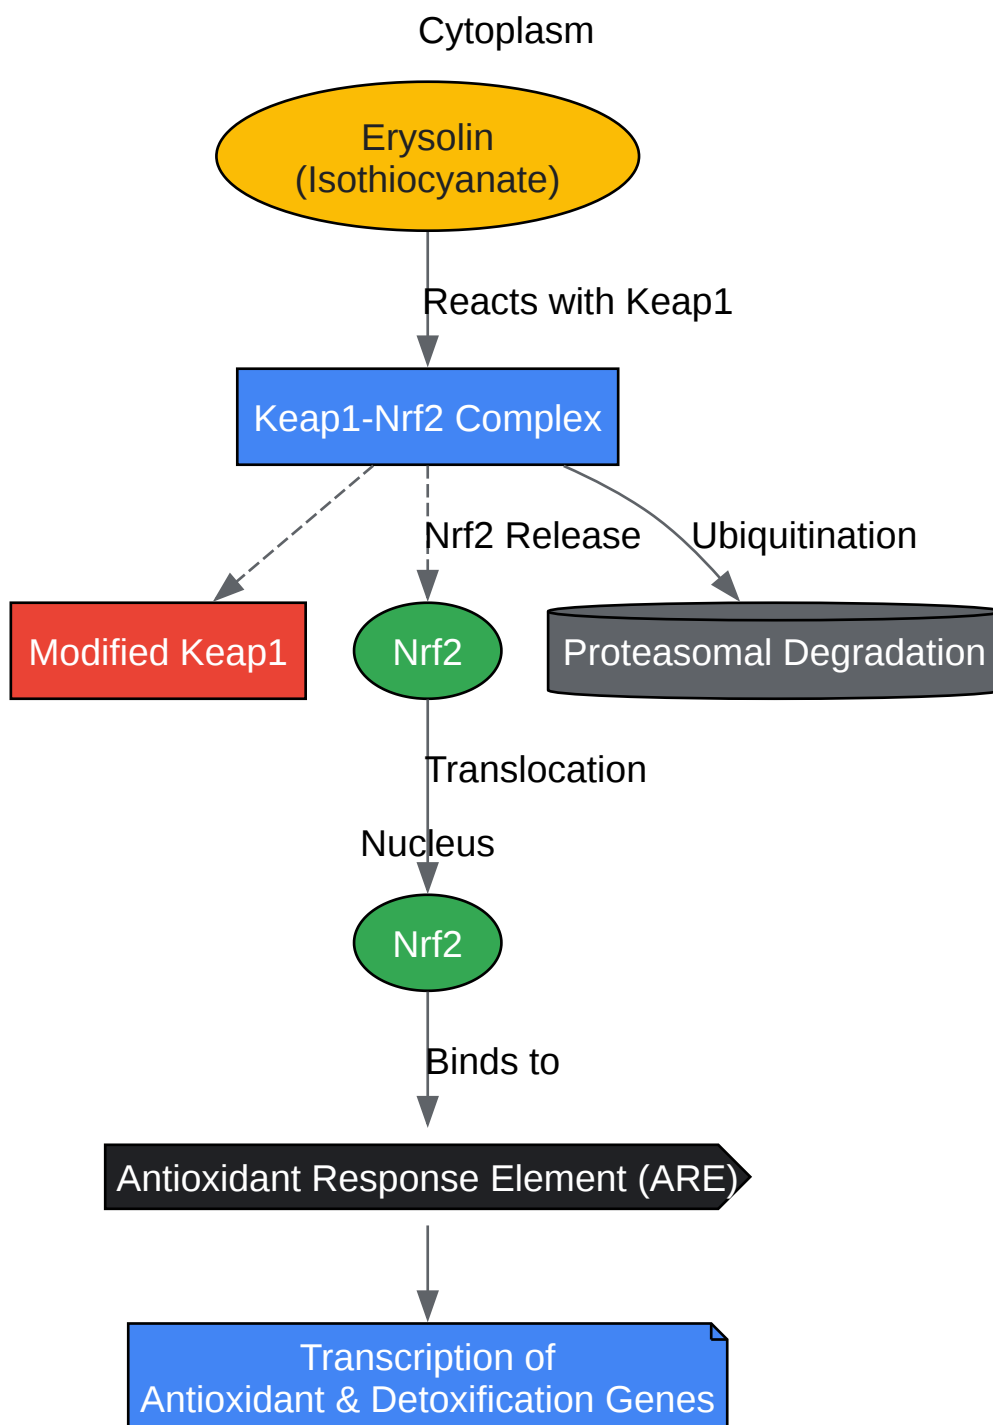 Cytoplasm
Erysolin
(Isothiocyanate)
Reacts with Keap1
Keap1-Nrf2 Complex
Nrf2 Release
Ubiquitination
Modified Keap1
Nrf2
Proteasomal Degradation
Translocation
Nucleus
Nrf2
Binds to
Antioxidant Response Element (ARE)
Transcription of
Antioxidant & Detoxification Genes